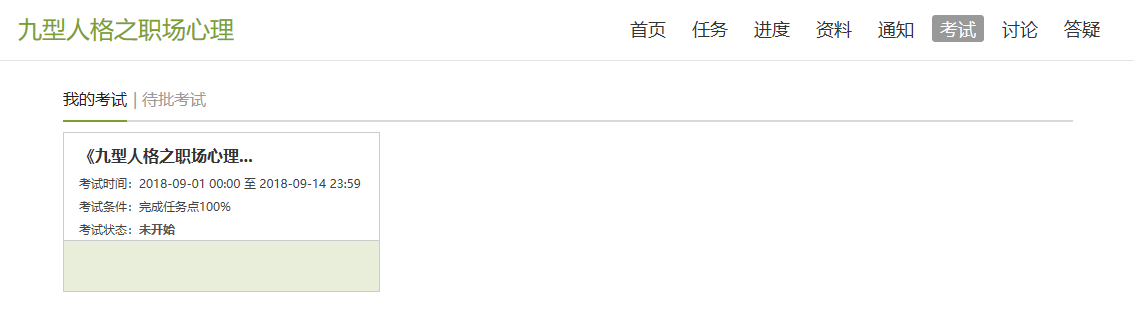 九型人格之职场心理
首页 任务 进度 资料 通知 考试 讨论 答疑
我的考试 | 待批考试
《九型人格之职场心理...
考试时间：2018-09-01 00:00 至 2018-09-14 23:59
考试条件：完成任务点100%
考试状态：未开始